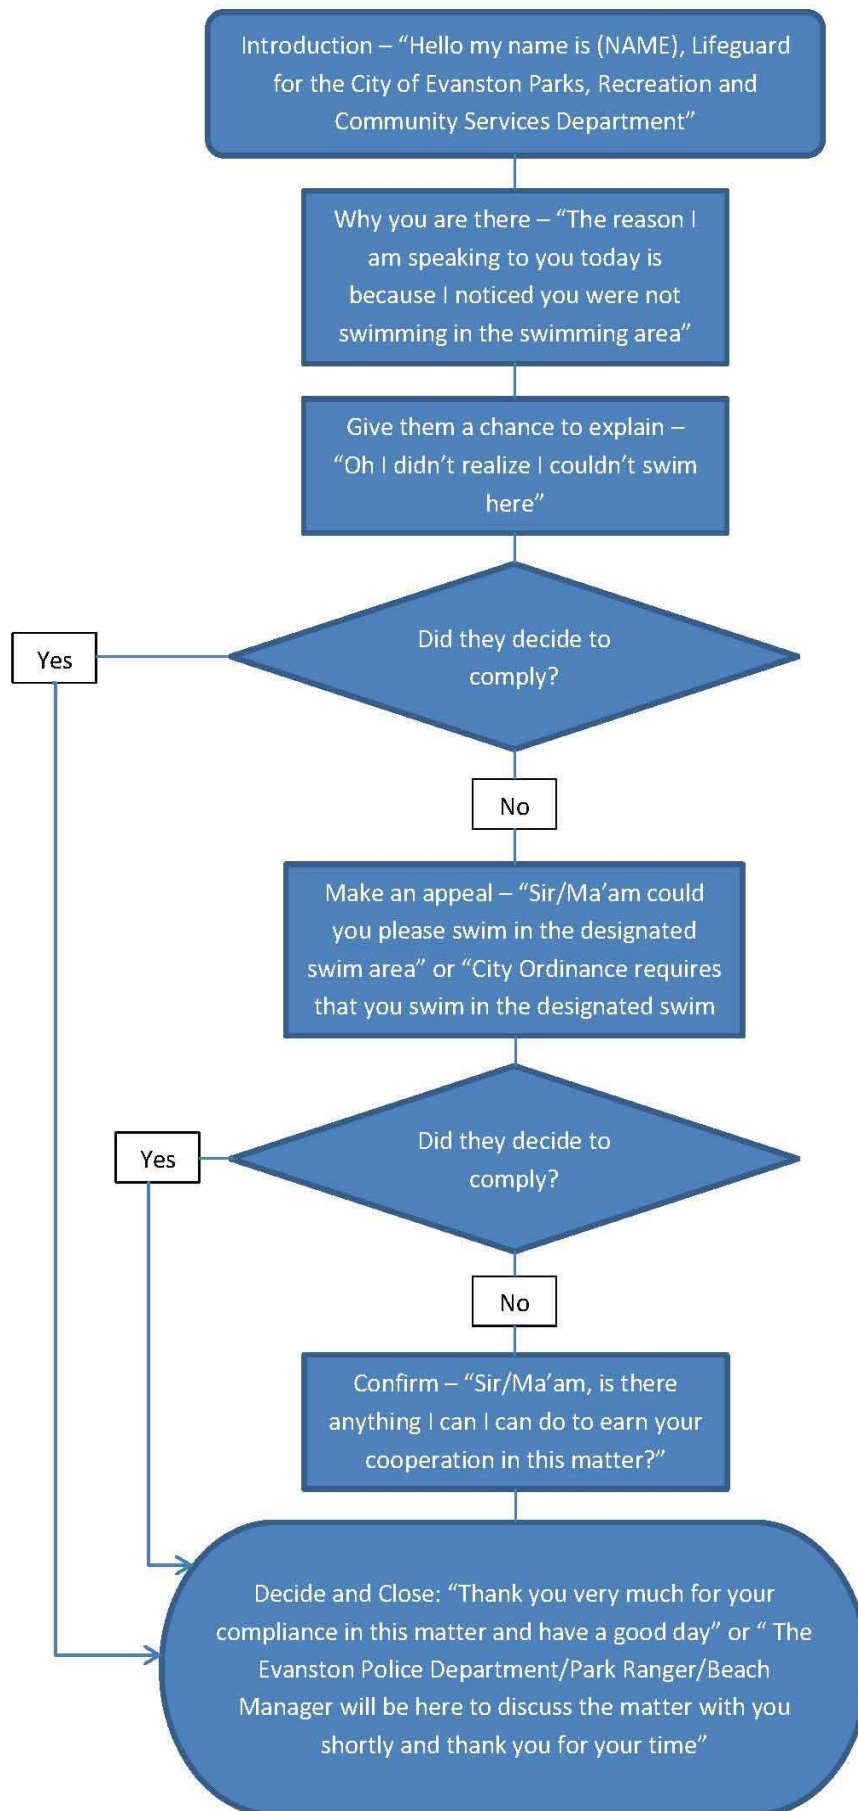 Introduction – “Hello my name is (NAME), Lifeguard
for the City of Evanston Parks, Recreation and
Community Services Department”
Why you are there – “The reason I
am speaking to you today is
because I noticed you were not
swimming in the swimming area”
Give them a chance to explain –
“Oh I didn’t realize I couldn’t swim
here”
Did they decide to
comply?
Yes
No
Make an appeal – “Sir/Ma’am could
you please swim in the designated
swim area” or “City Ordinance requires
that you swim in the designated swim
Did they decide to
comply?
Yes
No
Confirm – “Sir/Ma’am, is there
anything I can I can do to earn your
cooperation in this matter?”
Decide and Close: “Thank you very much for your
compliance in this matter and have a good day” or “ The
Evanston Police Department/Park Ranger/Beach
Manager will be here to discuss the matter with you
shortly and thank you for your time”